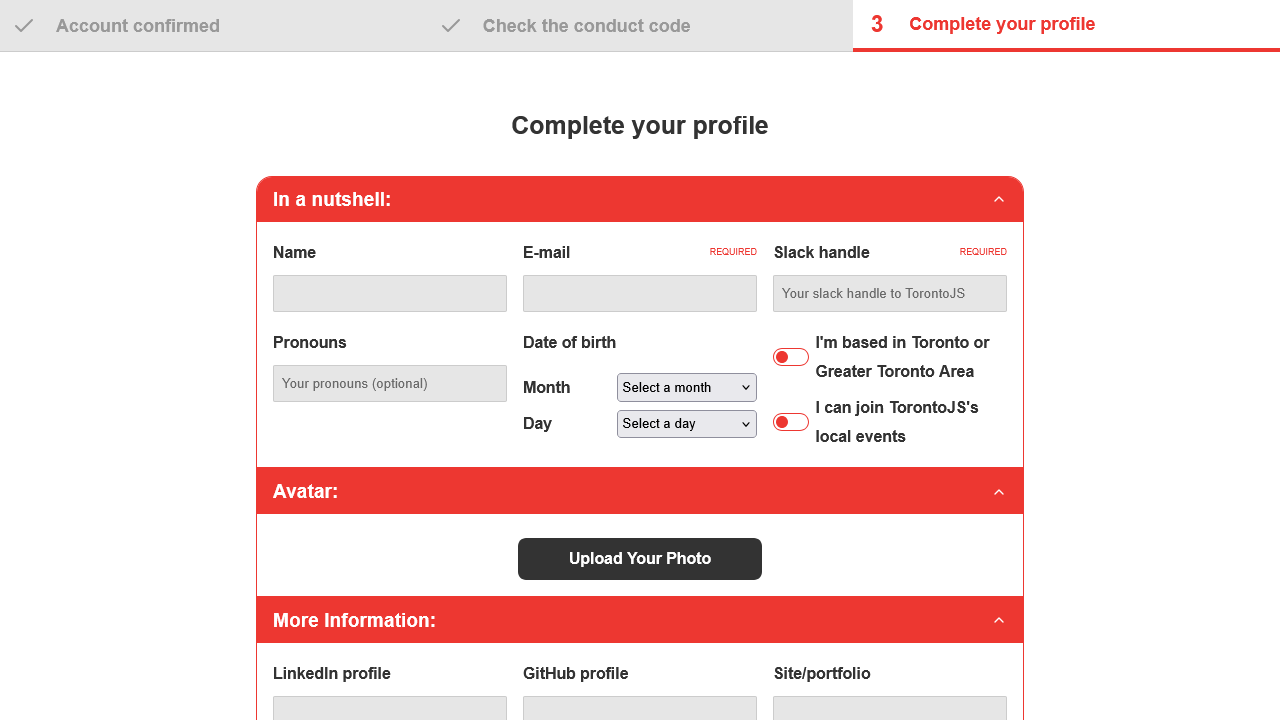 Account confirmed
Check the conduct code
3 Complete your profile
Complete your profile
In a nutshell:
Name
E-mail
REQUIRED
Slack handle
REQUIRED
Your slack handle to TorontoJS
Pronouns
Your pronouns (optional)
Date of birth
Month
Select a month
Day
Select a day
I'm based in Toronto or
Greater Toronto Area
I can join TorontoJS's
local events
Avatar:
Upload Your Photo
More Information:
LinkedIn profile
GitHub profile
Site/portfolio